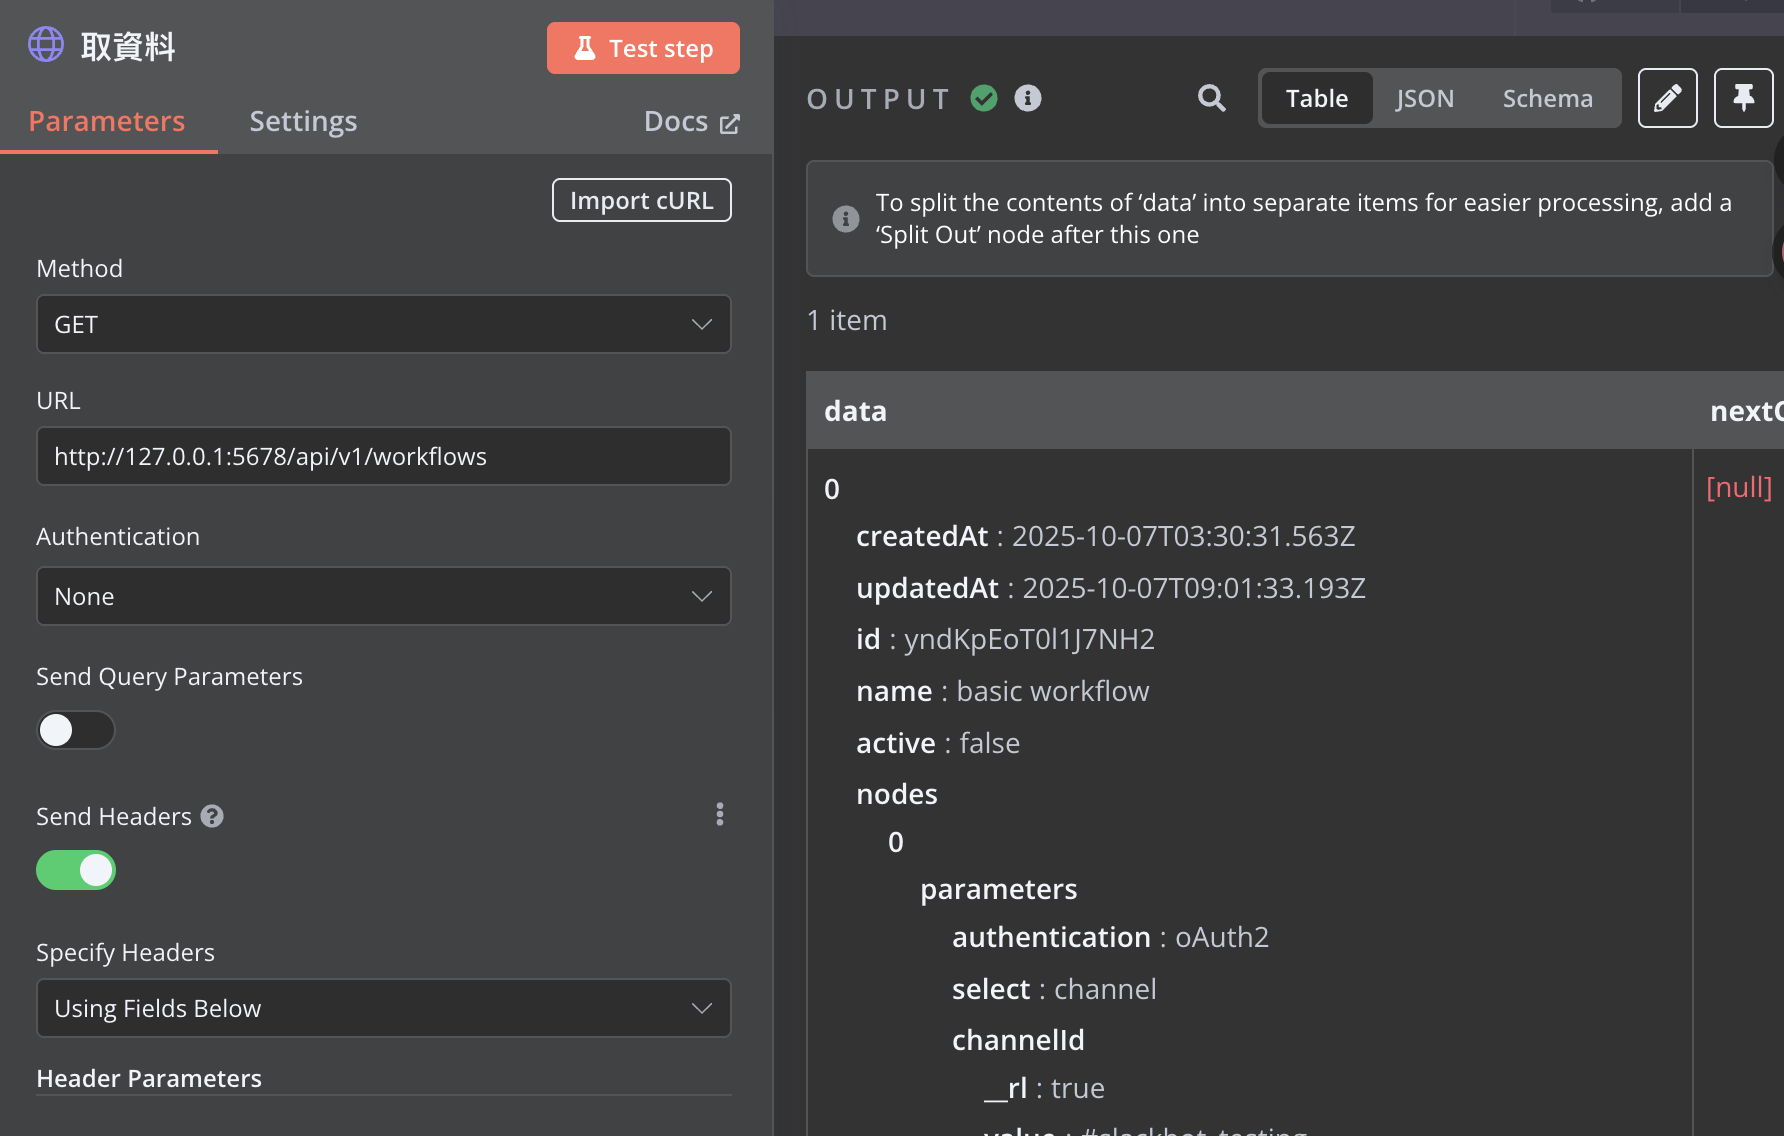 取資料
Test step
Parameters
Settings
Docs
Import cURL
Method
GET
URL
http://127.0.0.1:5678/api/v1/workflows
Authentication
None
Send Query Parameters
Send Headers
Specify Headers
Using Fields Below
Header Parameters
OUTPUT
Table
JSON
Schema
To split the contents of ‘data’ into separate items for easier processing, add a
‘Split Out’ node after this one
1 item
data
nextC
0
[null]
createdAt : 2025-10-07T03:30:31.563Z
updatedAt : 2025-10-07T09:01:33.193Z
id : yndKpEoT0l1J7NH2
name : basic workflow
active : false
nodes
0
parameters
authentication : oAuth2
select : channel
channelId
__rl : true
value : #slackbot_testing